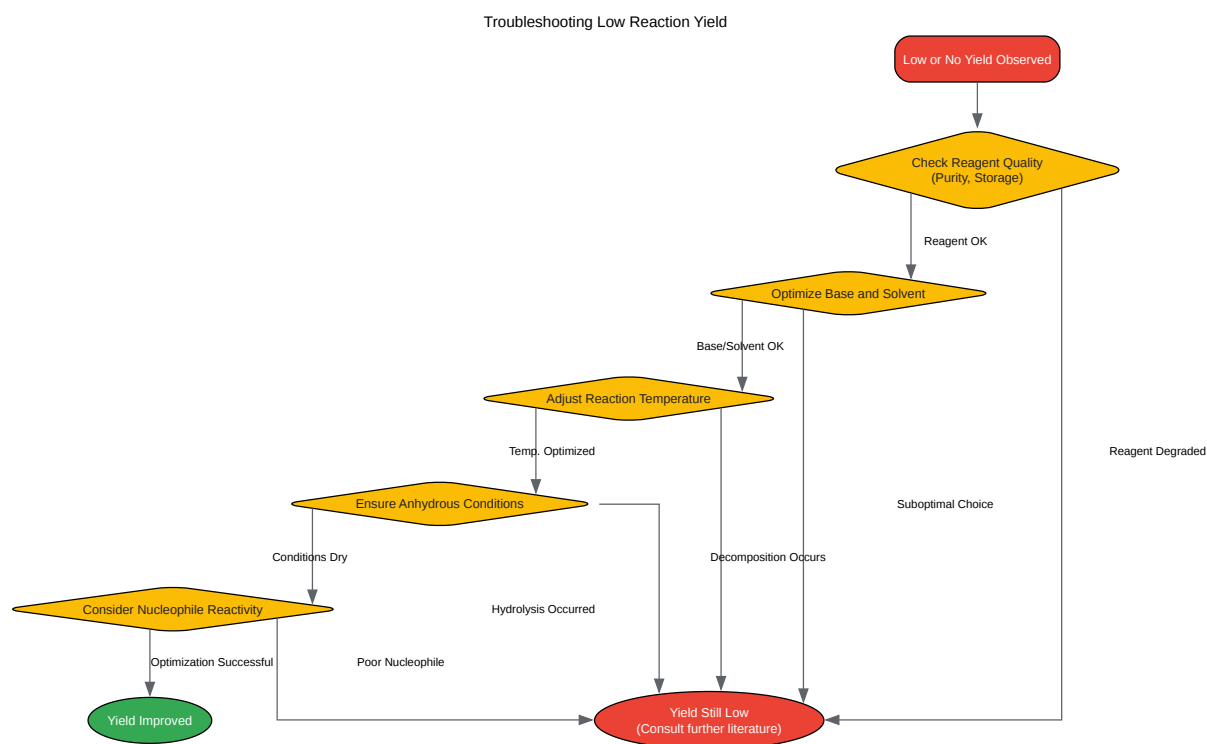 Troubleshooting Low Reaction Yield
Low or No Yield Observed
Check Reagent Quality
(Purity, Storage)
Reagent OK
Optimize Base and Solvent
Base/Solvent OK
Adjust Reaction Temperature
Temp. Optimized
Reagent Degraded
Ensure Anhydrous Conditions
Suboptimal Choice
Conditions Dry
Decomposition Occurs
Consider Nucleophile Reactivity
Hydrolysis Occurred
Optimization Successful
Poor Nucleophile
Yield Improved
Yield Still Low
(Consult further literature)